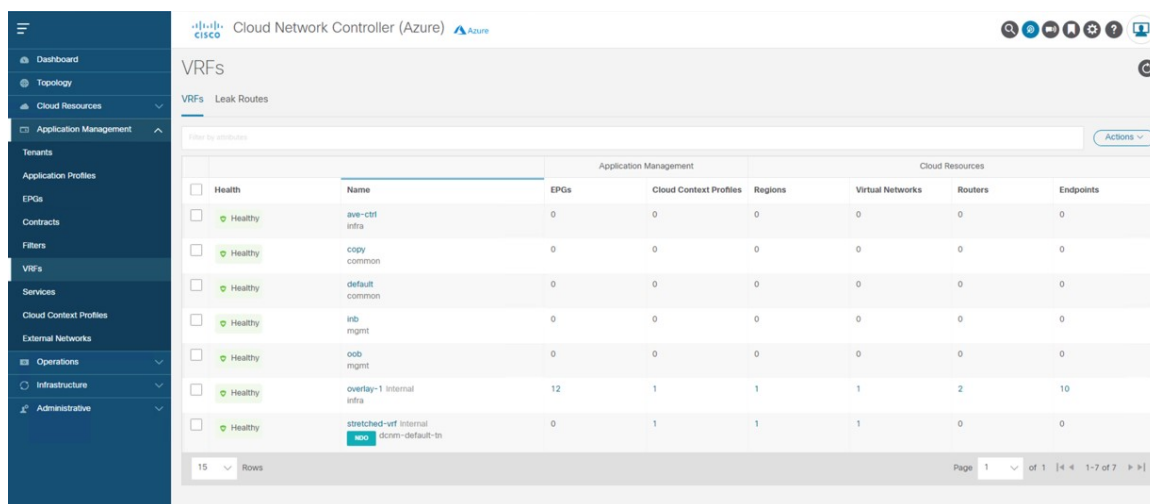 CISCO Cloud Network Controller (Azure) Azure
Dashboard
Topology
Cloud Resources
Application Management
Tenants
Application Profiles
EPGs
Contracts
Filters
VRFs
Services
Cloud Context Profiles
External Networks
Operations
Infrastructure
Administrative
VRFs
VRFs Leak Routes
Filter by attributes
Actions
Application Management Cloud Resources
Health Name EPGs Cloud Context Profiles Regions Virtual Networks Routers Endpoints
Healthy ave-ctrl 0 0 0 0 0 0
infra
Healthy copy 0 0 0 0 0 0
common
Healthy default 0 0 0 0 0 0
common
Healthy inb 0 0 0 0 0 0
mgmt
Healthy oob 0 0 0 0 0 0
mgmt
Healthy overlay-1 Internal 12 1 1 1 2 10
infra
Healthy stretched-vrf Internal 0 1 1 1 0 0
NDO dcnm-default-tn
15 Rows Page 1 of 1 1-7 of 7